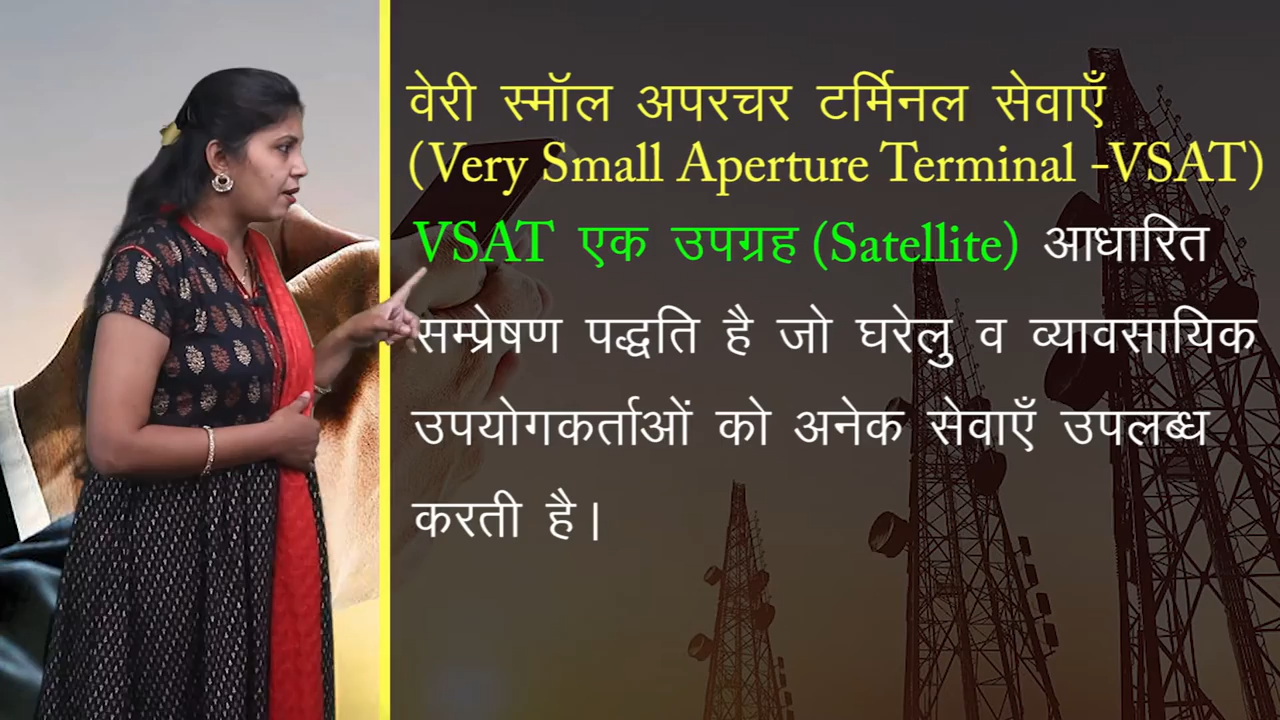 वेरी स्मॉल अपरचर टर्मिनल सेवाएँ
(Very Small Aperture Terminal -VSAT)
VSAT एक उपग्रह (Satellite) आधारित
सम्प्रेषण पद्धति है जो घरेलु व व्यावसायिक
उपयोगकर्ताओं को अनेक सेवाएँ उपलब्ध
करती है।